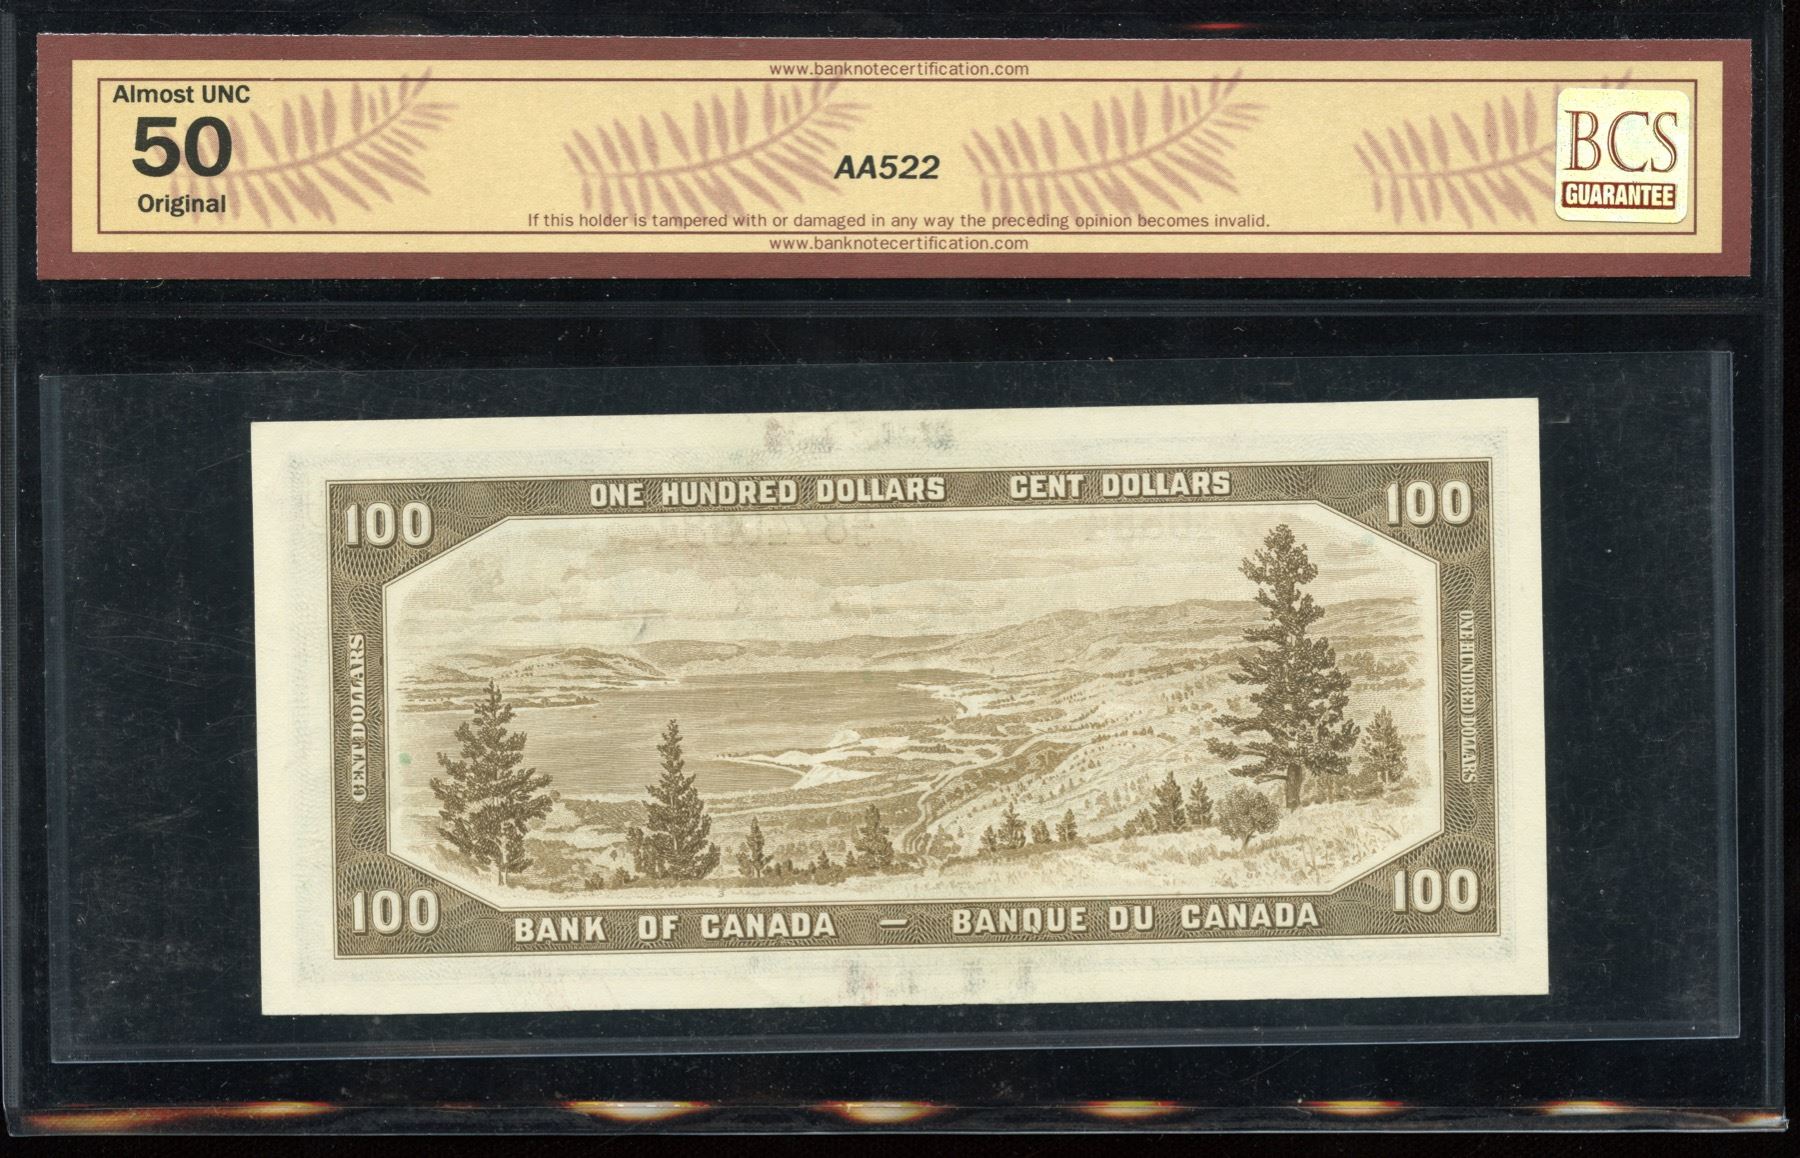 www.banknotecertification.com
Almost UNC
50
Original
AA522
BCS
GUARANTEE
If this holder is tampered with or damaged in any way the preceding opinion becomes invalid.
www.banknotecertification.com
ONE HUNDRED DOLLARS CENT DOLLARS
100
100
CENT DOLLARS
ONE HUNDRED DOLLARS
100
100
BANK OF CANADA — BANQUE DU CANADA